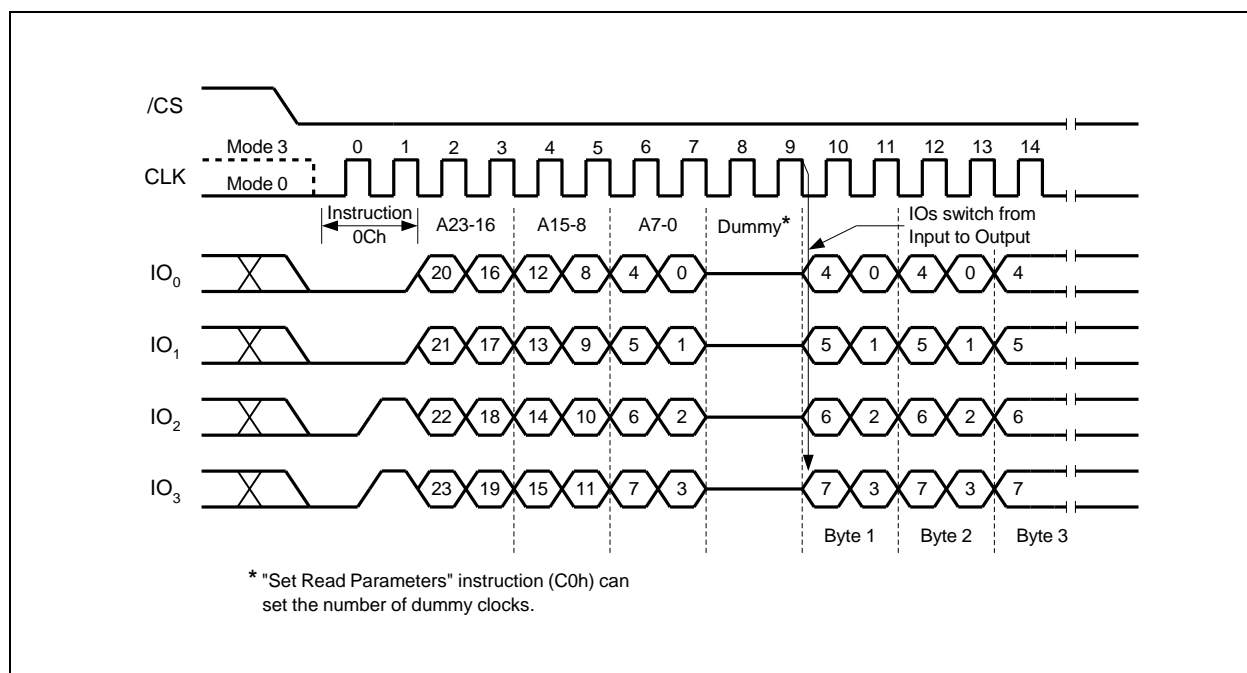 /CS
Mode 3 0 1 2 3 4 5 6 7 8 9 10 11 12 13 14
CLK
Mode 0
Instruction
0Ch
A23-16 A15-8 A7-0 Dummy*
IOs switch from
Input to Output
IO0 20 16 12 8 4 0 4 0 4 0 4
IO1 21 17 13 9 5 1 5 1 5 1 5
IO2 22 18 14 10 6 2 6 2 6 2 6
IO3 23 19 15 11 7 3 7 3 7 3 7
Byte 1 Byte 2 Byte 3
* "Set Read Parameters" instruction (C0h) can
set the number of dummy clocks.